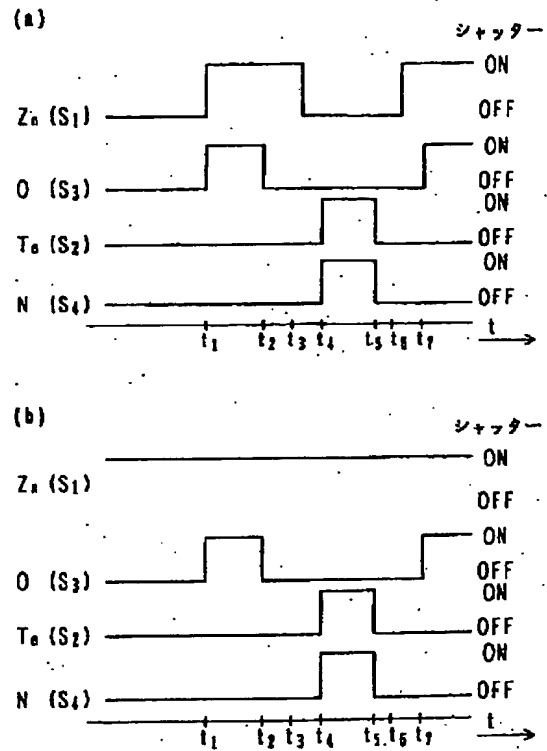 (a)
シャッター
ON
Zn (S1) OFF
ON
O (S3) OFF
ON
Ta (S2) OFF
ON
N (S4) OFF
t1 t2 t3 t4 t5 t6 t7 t
(b)
シャッター
ON
Zn (S1)
OFF
ON
O (S3) OFF
ON
Ta (S2) OFF
ON
N (S4) OFF
t1 t2 t3 t4 t5 t6 t7 t